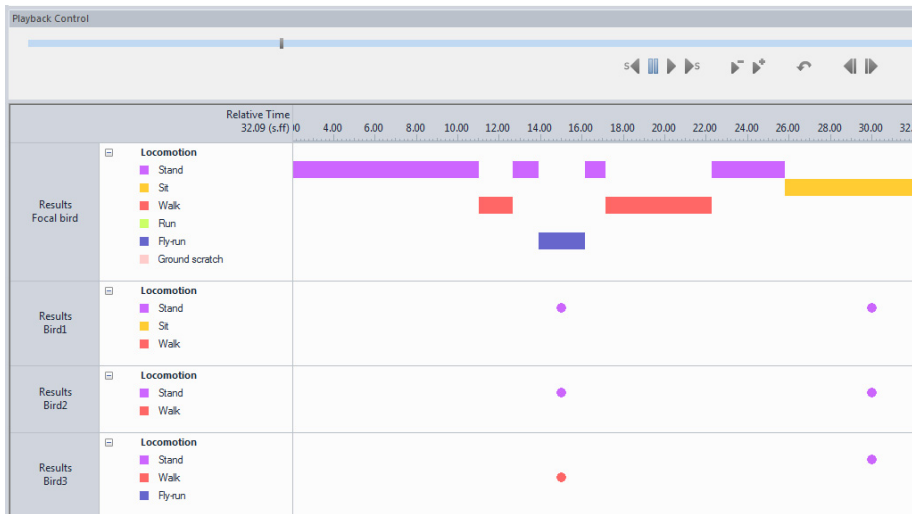 Playback Control
S S - +
Relative Time
32.09 (s.ff)
00 4.00 6.00 8.00 10.00 12.00 14.00 16.00 18.00 20.00 22.00 24.00 26.00 28.00 30.00 32.
Results
Focal bird
Locomotion
Stand
Sit
Walk
Run
Fly-run
Ground scratch
Results
Bird1
Locomotion
Stand
Sit
Walk
Results
Bird2
Locomotion
Stand
Walk
Results
Bird3
Locomotion
Stand
Walk
Fly-run